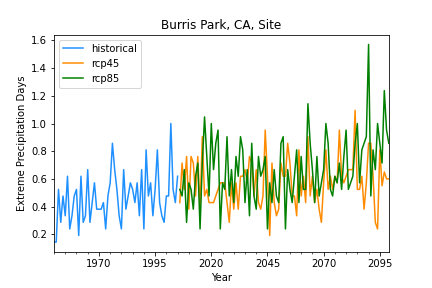 Burris Park, CA, Site
historical
rcp45
rcp85
Extreme Precipitation Days
1.6
1.4
1.2
1.0
0.8
0.6
0.4
0.2
1970 1995 2020 2045 2070 2095
Year